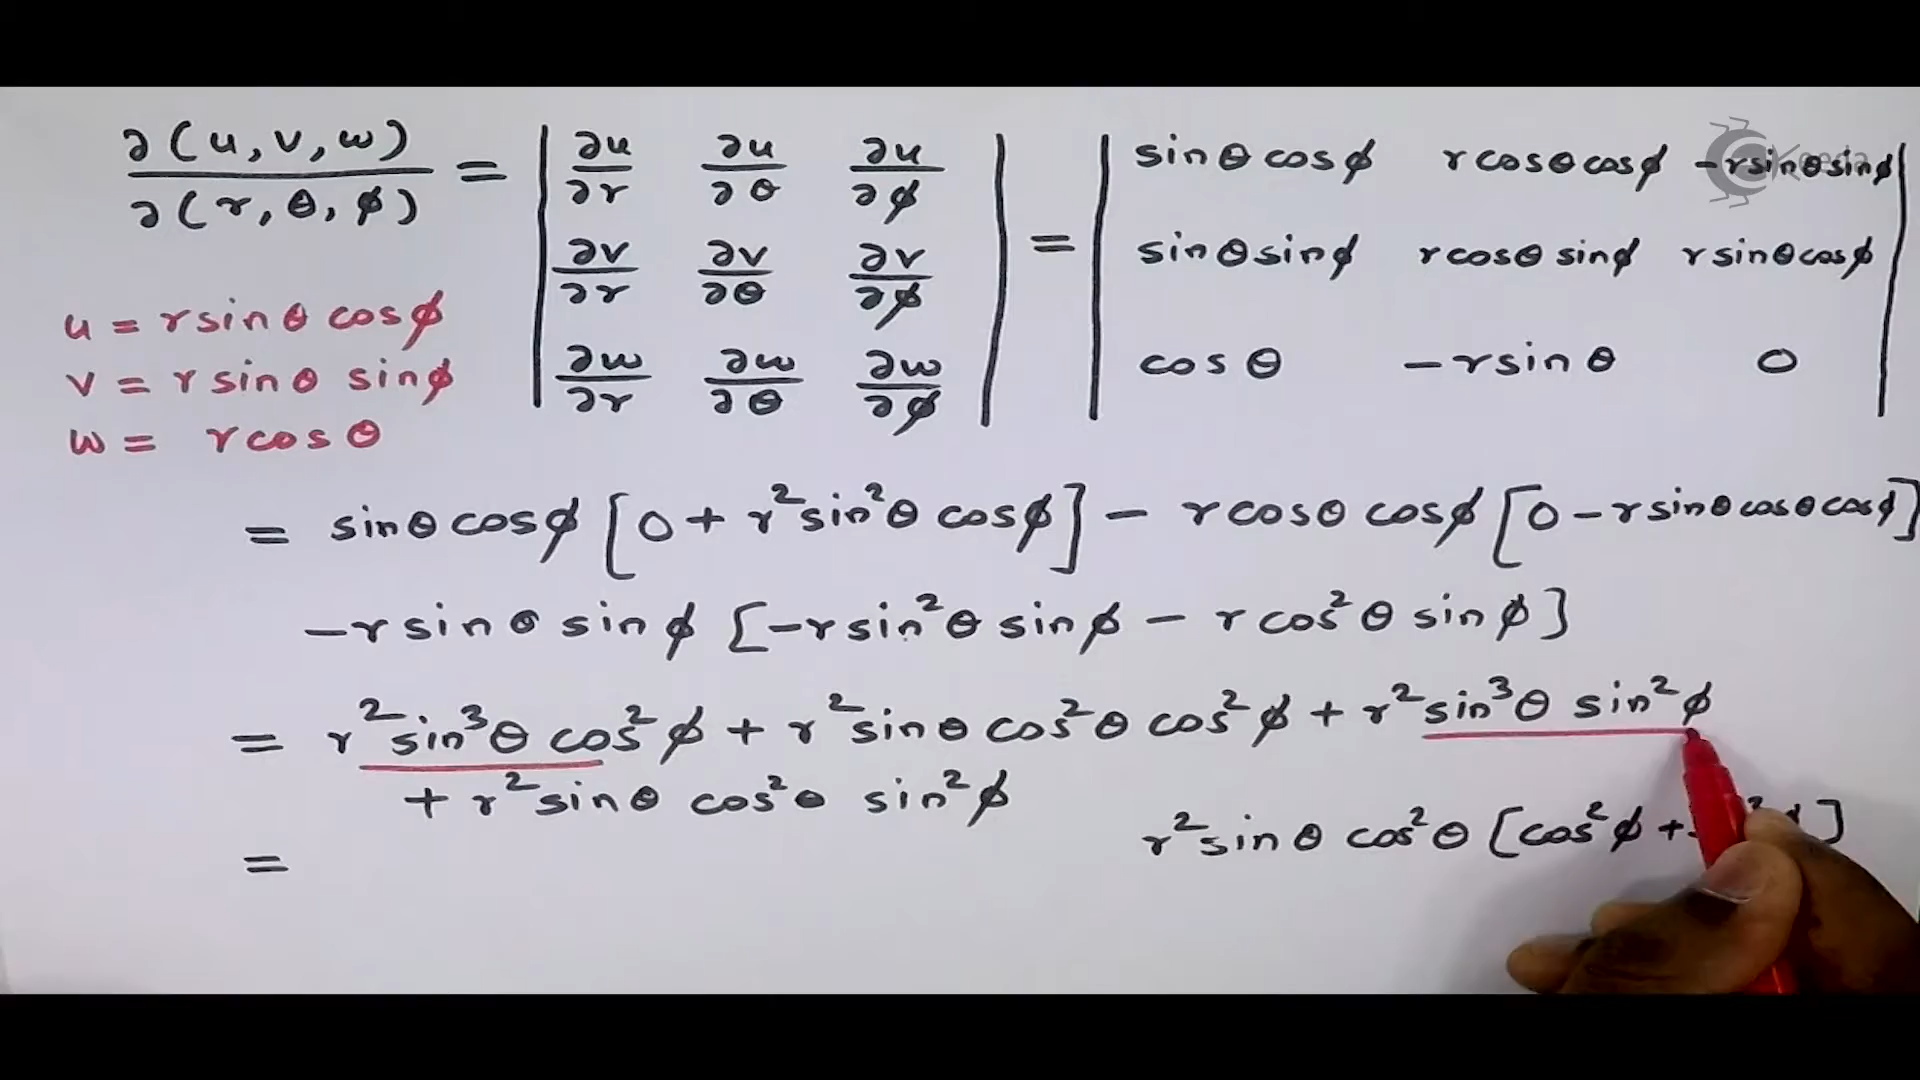 ∂(u,v,w) / ∂(r,θ,ϕ) = | ∂u/∂r ∂u/∂θ ∂u/∂ϕ | = | sinθ cosϕ r cosθ cosϕ -r sinθ sinϕ |
| ∂v/∂r ∂v/∂θ ∂v/∂ϕ | | sinθ sinϕ r cosθ sinϕ r sinθ cosϕ |
| ∂w/∂r ∂w/∂θ ∂w/∂ϕ | | cosθ -r sinθ 0 |
u = r sinθ cosϕ
v = r sinθ sinϕ
w = r cosθ
= sinθ cosϕ [0 + r² sin²θ cosϕ] - r cosθ cosϕ [0 - r sinθ cosθ cosϕ]
- r sinθ sinϕ [-r sin²θ sinϕ - r cos²θ sinϕ]
= r² sin³θ cos²ϕ + r² sinθ cos²θ cos²ϕ + r² sin³θ sin²ϕ
+ r² sinθ cos²θ sin²ϕ
r² sinθ cos²θ [cos²ϕ + ]
=